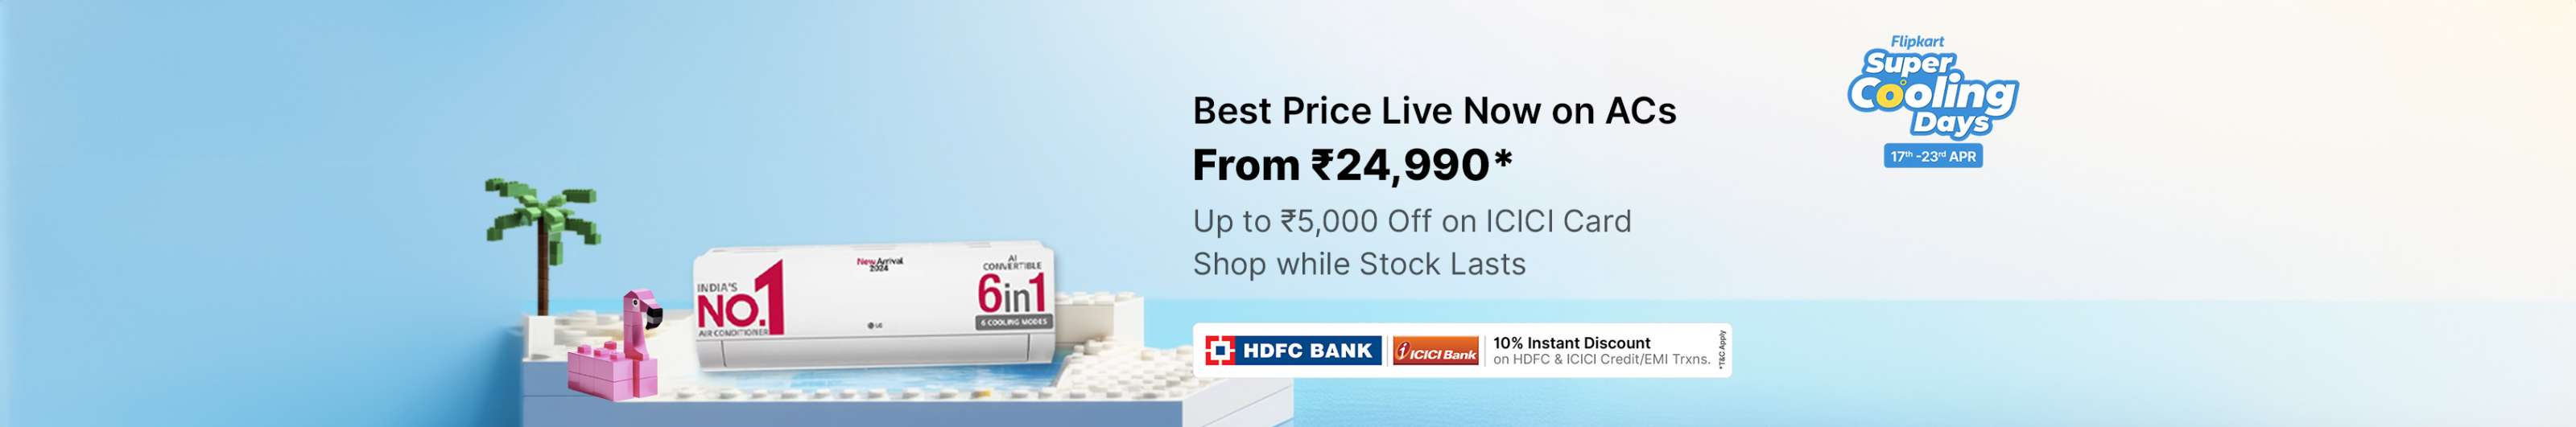 Flipkart
Super
Cooling
Days
17th -23rd APR
Best Price Live Now on ACs
From ₹24,990*
Up to ₹5,000 Off on ICICI Card
Shop while Stock Lasts
INDIA'S
NO.1
AIR CONDITIONER
New Arrival
2024
AI
CONVERTIBLE
6in1
6 COOLING MODES
LG
HDFC BANK
ICICI Bank
10% Instant Discount
on HDFC & ICICI Credit/EMI Trxns.
*T&C Apply